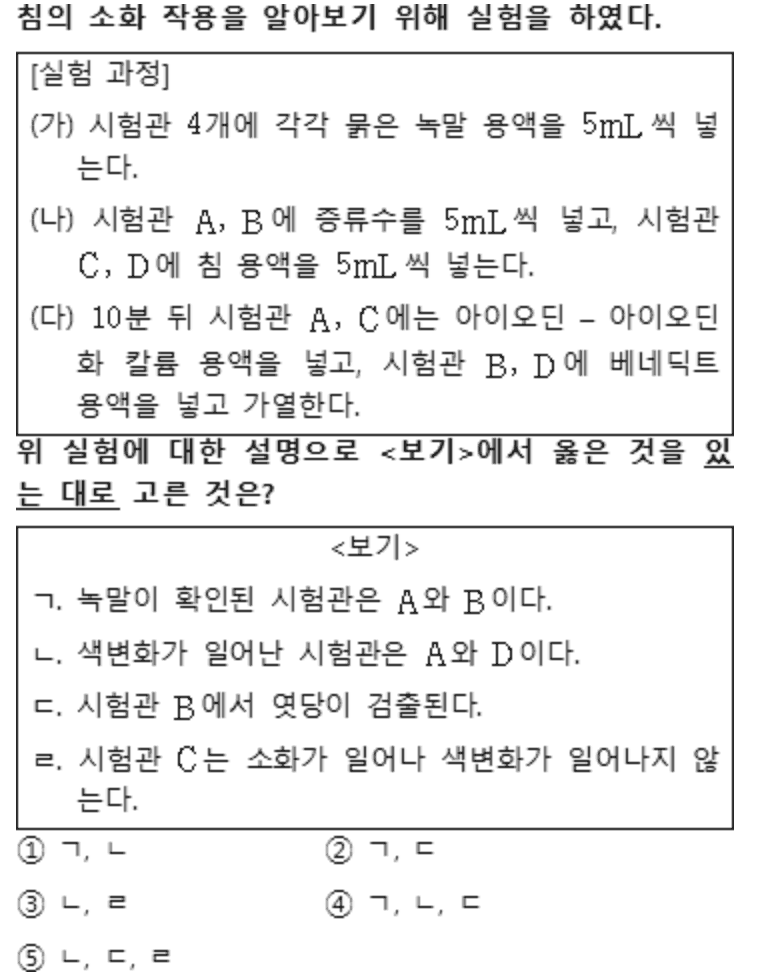 침의 소화 작용을 알아보기 위해 실험을 하였다.
[실험 과정]
(가) 시험관 4개에 각각 묽은 녹말 용액을 5mL 씩 넣
는다.
(나) 시험관 A, B에 증류수를 5mL씩 넣고, 시험관
C, D에 침 용액을 5mL 씩 넣는다.
(다) 10분 뒤 시험관 A, C에는 아이오딘 – 아이오딘
화 칼륨 용액을 넣고, 시험관 B, D에 베네딕트
용액을 넣고 가열한다.
위 실험에 대한 설명으로 <보기>에서 옳은 것을 있
는 대로 고른 것은?
<보기>
ㄱ. 녹말이 확인된 시험관은 A와 B이다.
ㄴ. 색변화가 일어난 시험관은 A와 D이다.
ㄷ. 시험관 B에서 엿당이 검출된다.
ㄹ. 시험관 C는 소화가 일어나 색변화가 일어나지 않
는다.
① ㄱ, ㄴ ② ㄱ, ㄷ
③ ㄴ, ㄹ ④ ㄱ, ㄴ, ㄷ
⑤ ㄴ, ㄷ, ㄹ